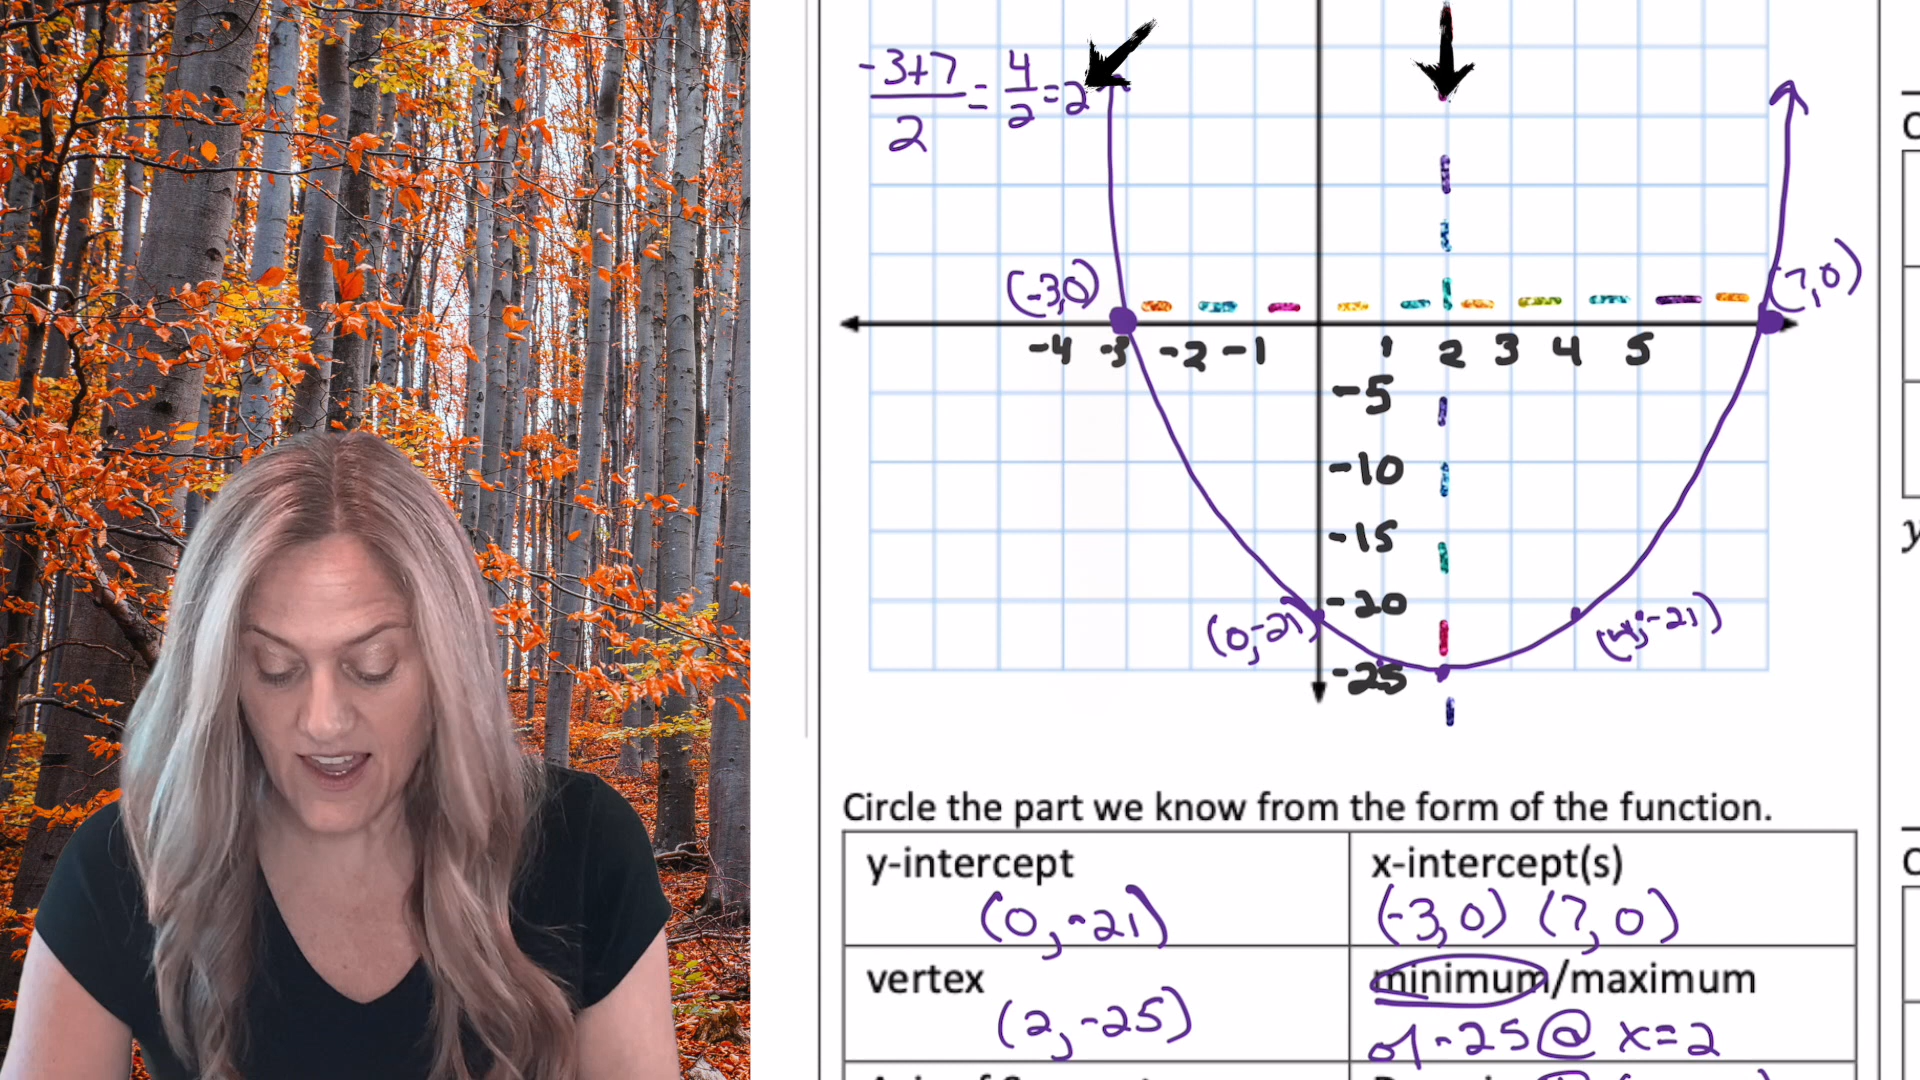 -3+7/2 = 4/2 = 2
(-3,0)
(7,0)
-4 -3 -2 -1 1 2 3 4 5
-5
-10
-15
-20
(0,-21)
(4,-21)
-25
Circle the part we know from the form of the function.
y-intercept
(0,-21)
x-intercept(s)
(-3,0) (7,0)
vertex
(2,-25)
minimum/maximum
of -25 @ x=2
y